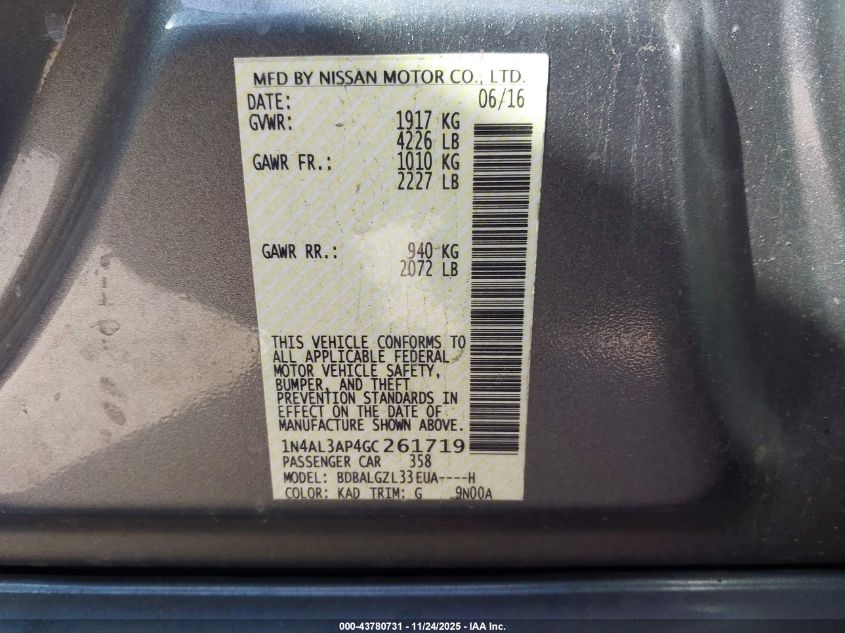 MFD BY NISSAN MOTOR CO., LTD.
DATE: 06/16
GVWR: 1917 KG
4226 LB
GAWR FR.: 1010 KG
2227 LB
GAWR RR.: 940 KG
2072 LB
THIS VEHICLE CONFORMS TO
ALL APPLICABLE FEDERAL
MOTOR VEHICLE SAFETY,
BUMPER, AND THEFT
PREVENTION STANDARDS IN
EFFECT ON THE DATE OF
MANUFACTURE SHOWN ABOVE.
1N4AL3AP4GC261719
PASSENGER CAR 358
MODEL: BDBALGZL33EUA----H
COLOR: KAD TRIM: G 9N00A
000-43780731 - 11/24/2025 - IAA Inc.